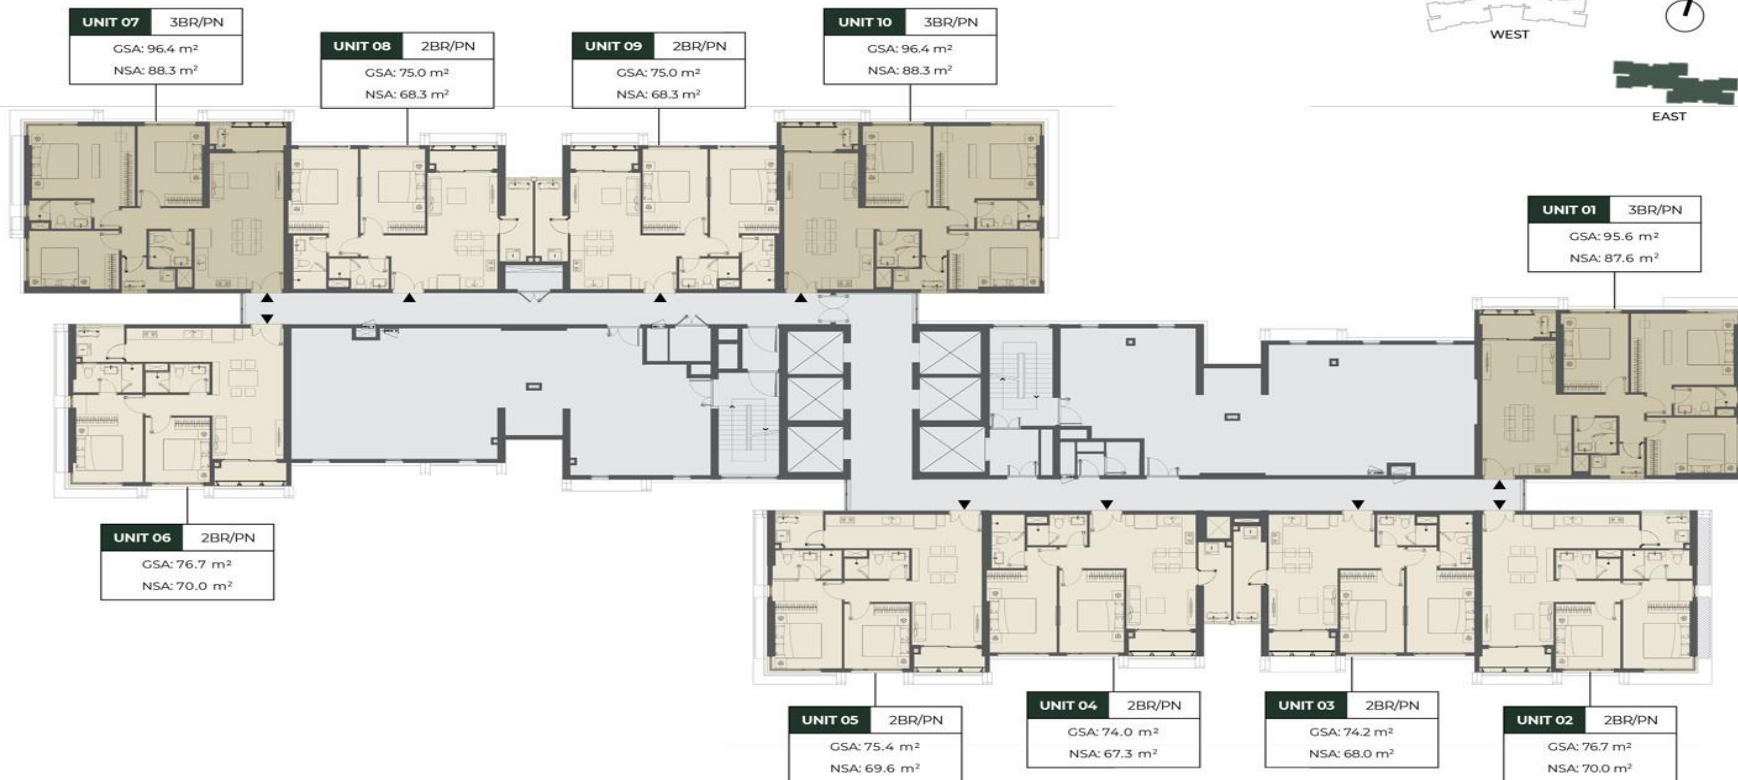 UNIT 07 3BR/PN
GSA: 96.4 m²
NSA: 88.3 m²
UNIT 08 2BR/PN
GSA: 75.0 m²
NSA: 68.3 m²
UNIT 09 2BR/PN
GSA: 75.0 m²
NSA: 68.3 m²
UNIT 10 3BR/PN
GSA: 96.4 m²
NSA: 88.3 m²
WEST
EAST
UNIT 01 3BR/PN
GSA: 95.6 m²
NSA: 87.6 m²
UNIT 06 2BR/PN
GSA: 76.7 m²
NSA: 70.0 m²
UNIT 05 2BR/PN
GSA: 75.4 m²
NSA: 69.6 m²
UNIT 04 2BR/PN
GSA: 74.0 m²
NSA: 67.3 m²
UNIT 03 2BR/PN
GSA: 74.2 m²
NSA: 68.0 m²
UNIT 02 2BR/PN
GSA: 76.7 m²
NSA: 70.0 m²